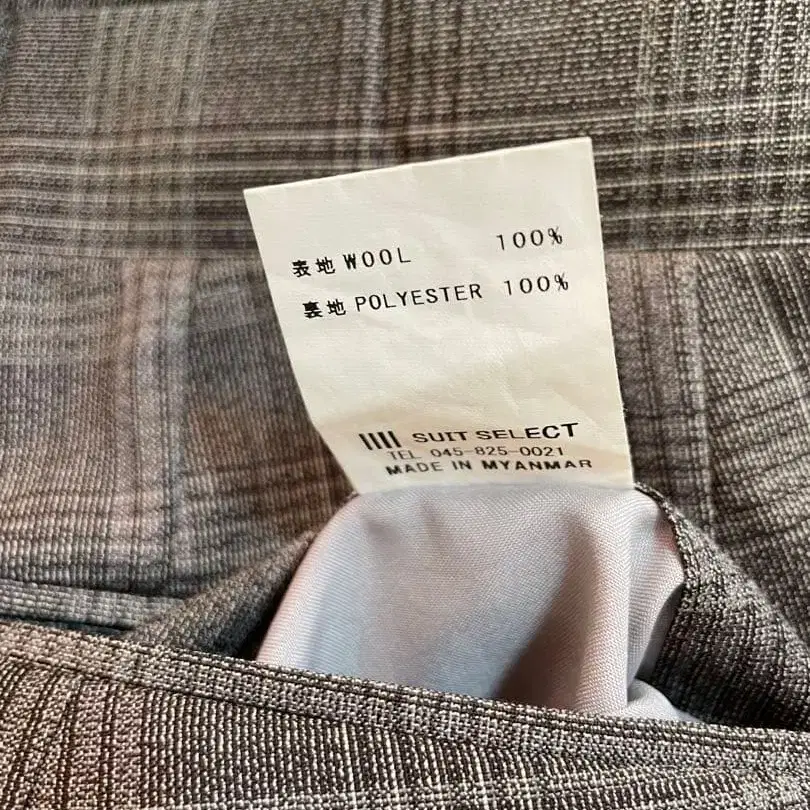 表地 WOOL 100%
裏地 POLYESTER 100%
SUIT SELECT
TEL 045-825-0021
MADE IN MYANMAR